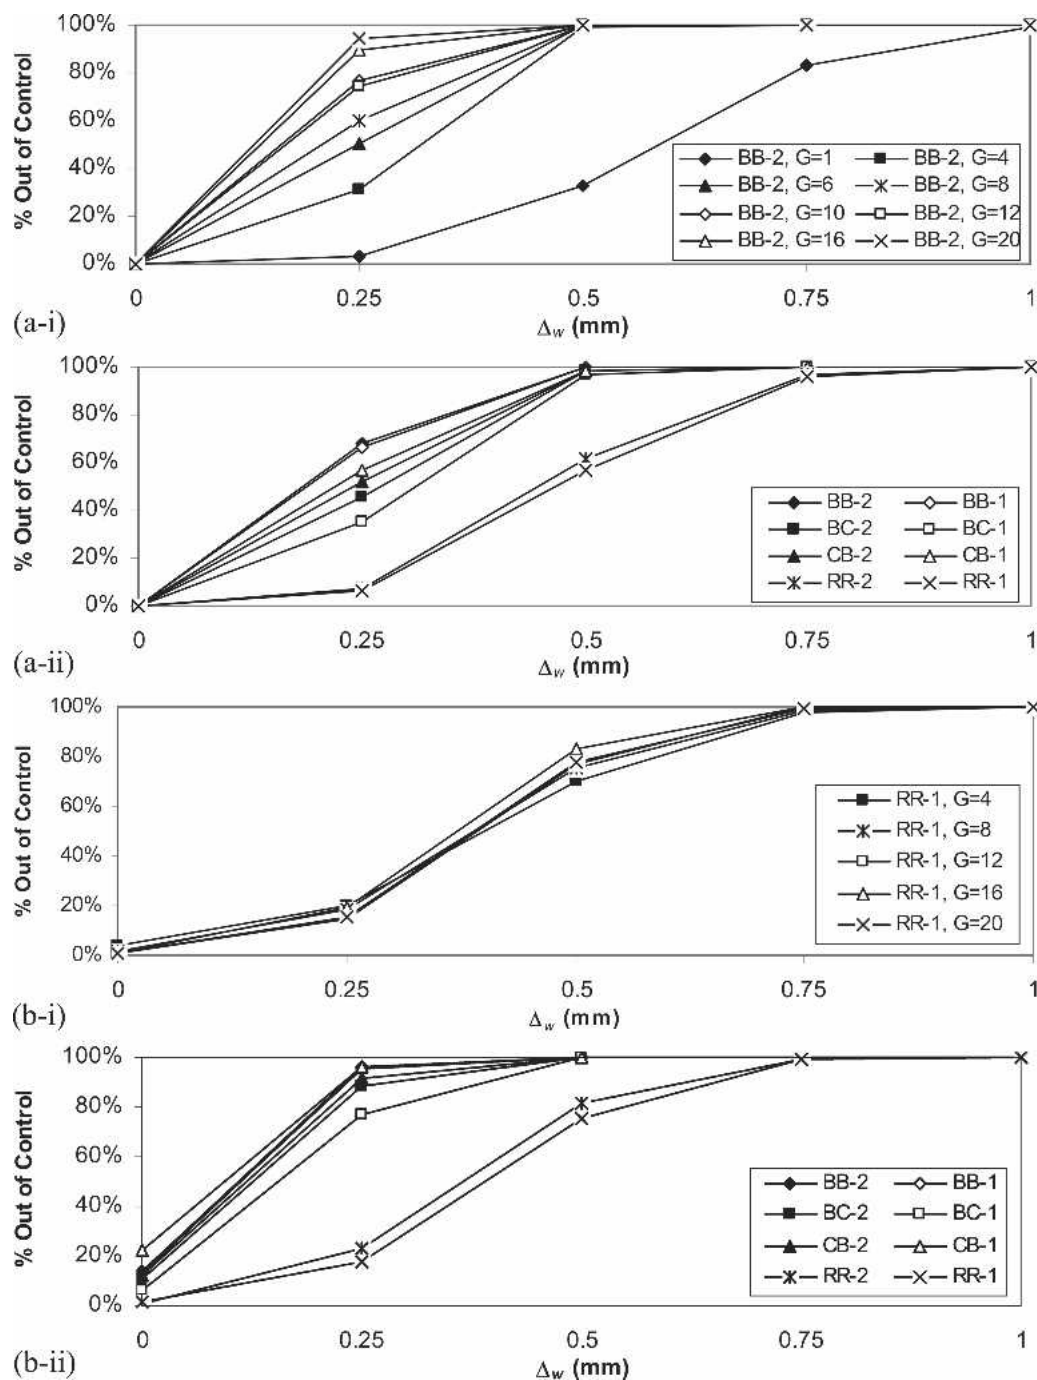 100%
80%
60%
40%
20%
0%
% Out of Control
BB-2, G=1
BB-2, G=4
BB-2, G=6
BB-2, G=8
BB-2, G=10
BB-2, G=12
BB-2, G=16
BB-2, G=20
0
0.25
0.5
0.75
1
Δw (mm)
(a-i)
100%
80%
60%
40%
20%
0%
% Out of Control
BB-2
BB-1
BC-2
BC-1
CB-2
CB-1
RR-2
RR-1
0
0.25
0.5
0.75
1
Δw (mm)
(a-ii)
100%
80%
60%
40%
20%
0%
% Out of Control
RR-1, G=4
RR-1, G=8
RR-1, G=12
RR-1, G=16
RR-1, G=20
0
0.25
0.5
0.75
1
Δw (mm)
(b-i)
100%
80%
60%
40%
20%
0%
% Out of Control
BB-2
BB-1
BC-2
BC-1
CB-2
CB-1
RR-2
RR-1
0
0.25
0.5
0.75
1
Δw (mm)
(b-ii)